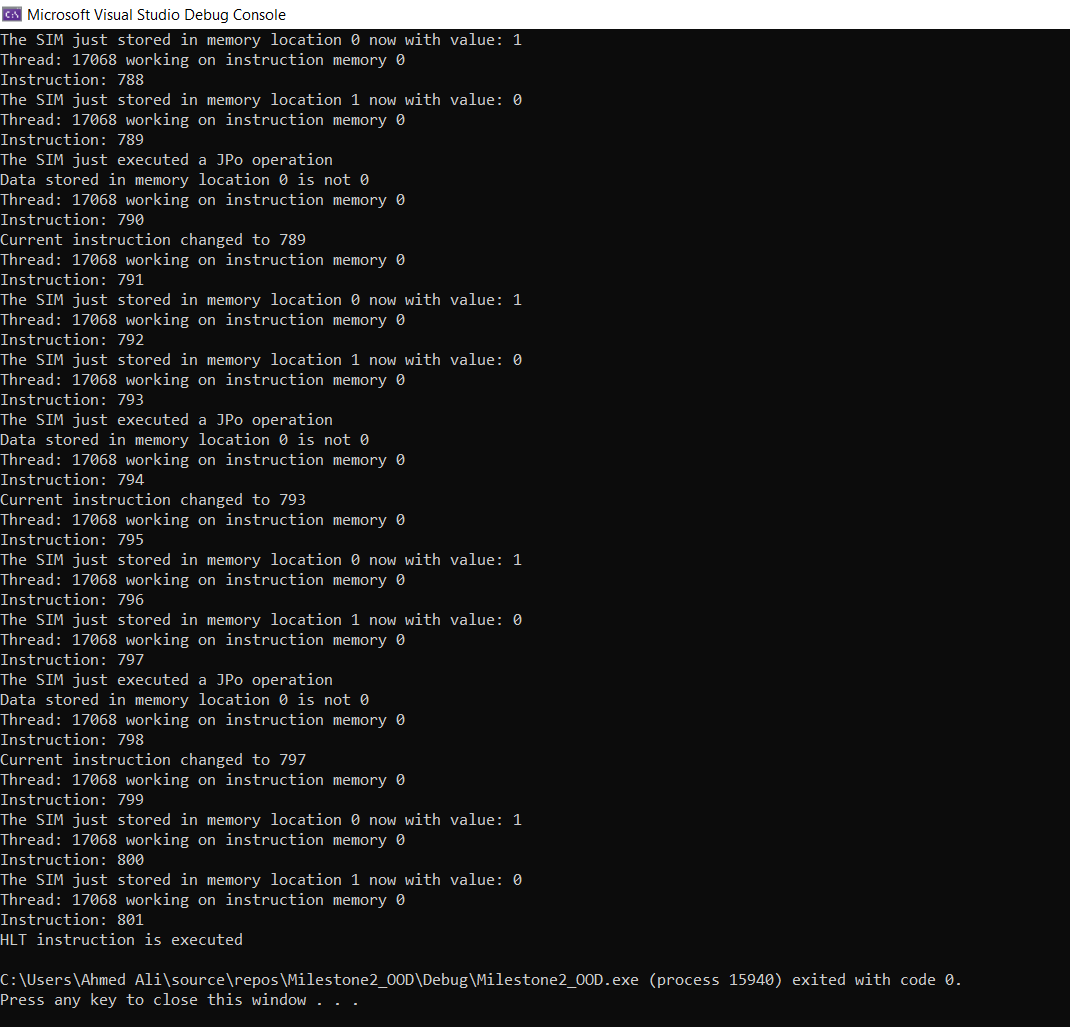 Microsoft Visual Studio Debug Console
The SIM just stored in memory location 0 now with value: 1
Thread: 17068 working on instruction memory 0
Instruction: 788
The SIM just stored in memory location 1 now with value: 0
Thread: 17068 working on instruction memory 0
Instruction: 789
The SIM just executed a JPo operation
Data stored in memory location 0 is not 0
Thread: 17068 working on instruction memory 0
Instruction: 790
Current instruction changed to 789
Thread: 17068 working on instruction memory 0
Instruction: 791
The SIM just stored in memory location 0 now with value: 1
Thread: 17068 working on instruction memory 0
Instruction: 792
The SIM just stored in memory location 1 now with value: 0
Thread: 17068 working on instruction memory 0
Instruction: 793
The SIM just executed a JPo operation
Data stored in memory location 0 is not 0
Thread: 17068 working on instruction memory 0
Instruction: 794
Current instruction changed to 793
Thread: 17068 working on instruction memory 0
Instruction: 795
The SIM just stored in memory location 0 now with value: 1
Thread: 17068 working on instruction memory 0
Instruction: 796
The SIM just stored in memory location 1 now with value: 0
Thread: 17068 working on instruction memory 0
Instruction: 797
The SIM just executed a JPo operation
Data stored in memory location 0 is not 0
Thread: 17068 working on instruction memory 0
Instruction: 798
Current instruction changed to 797
Thread: 17068 working on instruction memory 0
Instruction: 799
The SIM just stored in memory location 0 now with value: 1
Thread: 17068 working on instruction memory 0
Instruction: 800
The SIM just stored in memory location 1 now with value: 0
Thread: 17068 working on instruction memory 0
Instruction: 801
HLT instruction is executed
C:\Users\Ahmed Ali\source\repos\Milestone2_OOD\Debug\Milestone2_OOD.exe (process 15940) exited with code 0.
Press any key to close this window . . .